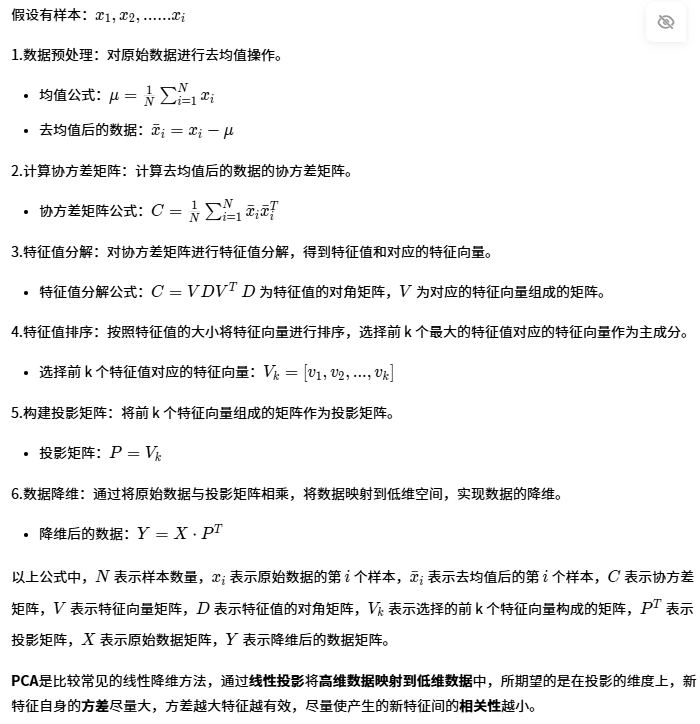 假设有样本：x₁, x₂, ......xᵢ
1.数据预处理：对原始数据进行去均值操作。
• 均值公式：μ = \frac{1}{N} \sum_{i=1}^{N} x_i
• 去均值后的数据：\bar{x}_i = x_i − μ
2.计算协方差矩阵：计算去均值后的数据的协方差矩阵。
• 协方差矩阵公式：C = \frac{1}{N} \sum_{i=1}^{N} \bar{x}_i \bar{x}_i^T
3.特征值分解：对协方差矩阵进行特征值分解，得到特征值和对应的特征向量。
• 特征值分解公式：C = VDV^T D 为特征值的对角矩阵，V 为对应的特征向量组成的矩阵。
4.特征值排序：按照特征值的大小将特征向量进行排序，选择前 k 个最大的特征值对应的特征向量作为主成分。
• 选择前 k 个特征值对应的特征向量：V_k = [v_1, v_2, ..., v_k]
5.构建投影矩阵：将前 k 个特征向量组成的矩阵作为投影矩阵。
• 投影矩阵：P = V_k
6.数据降维：通过将原始数据与投影矩阵相乘，将数据映射到低维空间，实现数据的降维。
• 降维后的数据：Y = X · P^T
以上公式中，N 表示样本数量，x_i 表示原始数据的第 i 个样本，\bar{x}_i 表示去均值后的第 i 个样本，C 表示协方差
矩阵，V 表示特征向量矩阵，D 表示特征值的对角矩阵，V_k 表示选择的前 k 个特征向量构成的矩阵，P^T 表示
投影矩阵，X 表示原始数据矩阵，Y 表示降维后的数据矩阵。
PCA是比较常见的线性降维方法，通过线性投影将高维数据映射到低维数据中，所期望的是在投影的维度上，新
特征自身的方差尽量大，方差越大特征越有效，尽量使产生的新特征间的相关性越小。